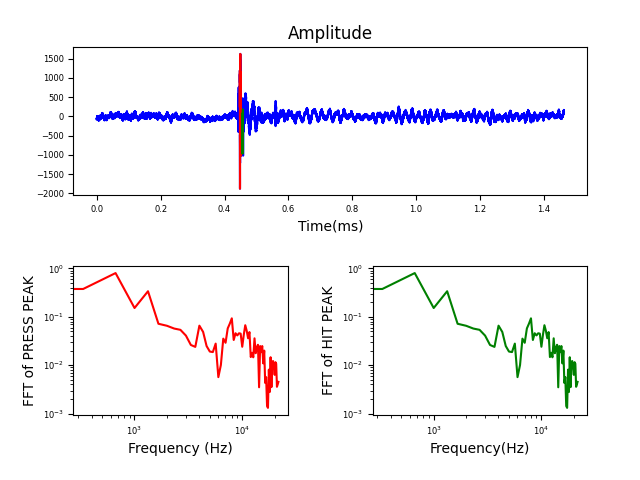 Amplitude
1500
1000
500
0
−500
−1000
−1500
−2000
0.0 0.2 0.4 0.6 0.8 1.0 1.2 1.4
Time(ms)
FFT of PRESS PEAK
10⁰
10⁻¹
10⁻²
10⁻³
10³ 10⁴
Frequency (Hz)
FFT of HIT PEAK
10⁰
10⁻¹
10⁻²
10⁻³
10³ 10⁴
Frequency(Hz)